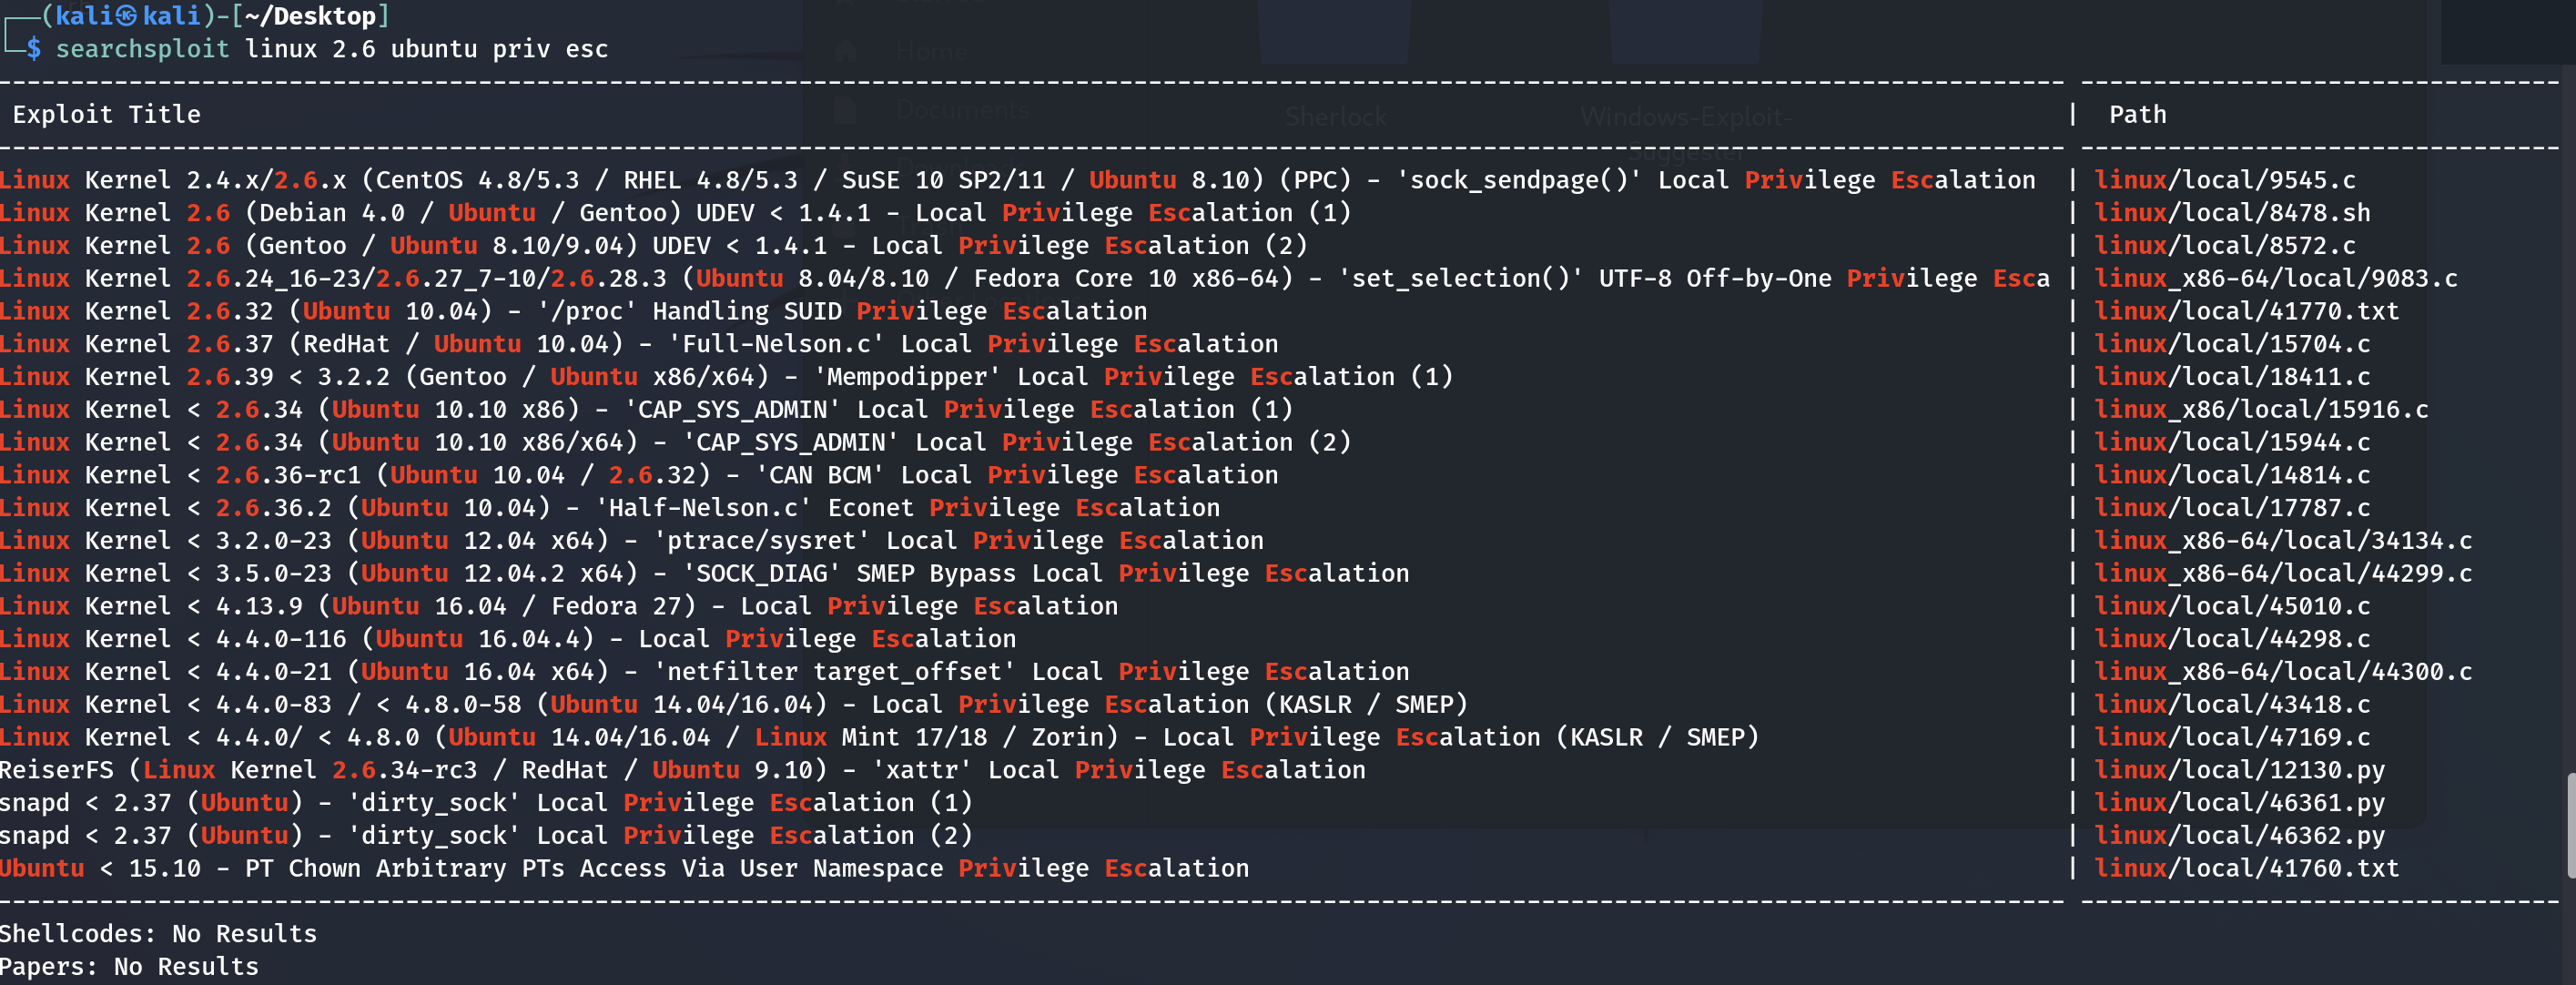 (kali㉿kali)-[~/Desktop]
$ searchsploit linux 2.6 ubuntu priv esc
Exploit Title | Path
Linux Kernel 2.4.x/2.6.x (CentOS 4.8/5.3 / RHEL 4.8/5.3 / SuSE 10 SP2/11 / Ubuntu 8.10) (PPC) - 'sock_sendpage()' Local Privilege Escalation | linux/local/9545.c
Linux Kernel 2.6 (Debian 4.0 / Ubuntu / Gentoo) UDEV < 1.4.1 - Local Privilege Escalation (1) | linux/local/8478.sh
Linux Kernel 2.6 (Gentoo / Ubuntu 8.10/9.04) UDEV < 1.4.1 - Local Privilege Escalation (2) | linux/local/8572.c
Linux Kernel 2.6.24_16-23/2.6.27_7-10/2.6.28.3 (Ubuntu 8.04/8.10 / Fedora Core 10 x86-64) - 'set_selection()' UTF-8 Off-by-One Privilege Esca | linux_x86-64/local/9083.c
Linux Kernel 2.6.32 (Ubuntu 10.04) - '/proc' Handling SUID Privilege Escalation | linux/local/41770.txt
Linux Kernel 2.6.37 (RedHat / Ubuntu 10.04) - 'Full-Nelson.c' Local Privilege Escalation | linux/local/15704.c
Linux Kernel 2.6.39 < 3.2.2 (Gentoo / Ubuntu x86/x64) - 'Mempodipper' Local Privilege Escalation (1) | linux/local/18411.c
Linux Kernel < 2.6.34 (Ubuntu 10.10 x86) - 'CAP_SYS_ADMIN' Local Privilege Escalation (1) | linux_x86/local/15916.c
Linux Kernel < 2.6.34 (Ubuntu 10.10 x86/x64) - 'CAP_SYS_ADMIN' Local Privilege Escalation (2) | linux/local/15944.c
Linux Kernel < 2.6.36-rc1 (Ubuntu 10.04 / 2.6.32) - 'CAN BCM' Local Privilege Escalation | linux/local/14814.c
Linux Kernel < 2.6.36.2 (Ubuntu 10.04) - 'Half-Nelson.c' Econet Privilege Escalation | linux/local/17787.c
Linux Kernel < 3.2.0-23 (Ubuntu 12.04 x64) - 'ptrace/sysret' Local Privilege Escalation | linux_x86-64/local/34134.c
Linux Kernel < 3.5.0-23 (Ubuntu 12.04.2 x64) - 'SOCK_DIAG' SMEP Bypass Local Privilege Escalation | linux_x86-64/local/44299.c
Linux Kernel < 4.13.9 (Ubuntu 16.04 / Fedora 27) - Local Privilege Escalation | linux/local/45010.c
Linux Kernel < 4.4.0-116 (Ubuntu 16.04.4) - Local Privilege Escalation | linux/local/44298.c
Linux Kernel < 4.4.0-21 (Ubuntu 16.04 x64) - 'netfilter target_offset' Local Privilege Escalation | linux_x86-64/local/44300.c
Linux Kernel < 4.4.0-83 / < 4.8.0-58 (Ubuntu 14.04/16.04) - Local Privilege Escalation (KASLR / SMEP) | linux/local/43418.c
Linux Kernel < 4.4.0/ < 4.8.0 (Ubuntu 14.04/16.04 / Linux Mint 17/18 / Zorin) - Local Privilege Escalation (KASLR / SMEP) | linux/local/47169.c
ReiserFS (Linux Kernel 2.6.34-rc3 / RedHat / Ubuntu 9.10) - 'xattr' Local Privilege Escalation | linux/local/12130.py
snapd < 2.37 (Ubuntu) - 'dirty_sock' Local Privilege Escalation (1) | linux/local/46361.py
snapd < 2.37 (Ubuntu) - 'dirty_sock' Local Privilege Escalation (2) | linux/local/46362.py
Ubuntu < 15.10 - PT Chown Arbitrary PTs Access Via User Namespace Privilege Escalation | linux/local/41760.txt
Shellcodes: No Results
Papers: No Results
Home
Documents
Sherlock
Windows-Exploit-
Suggester